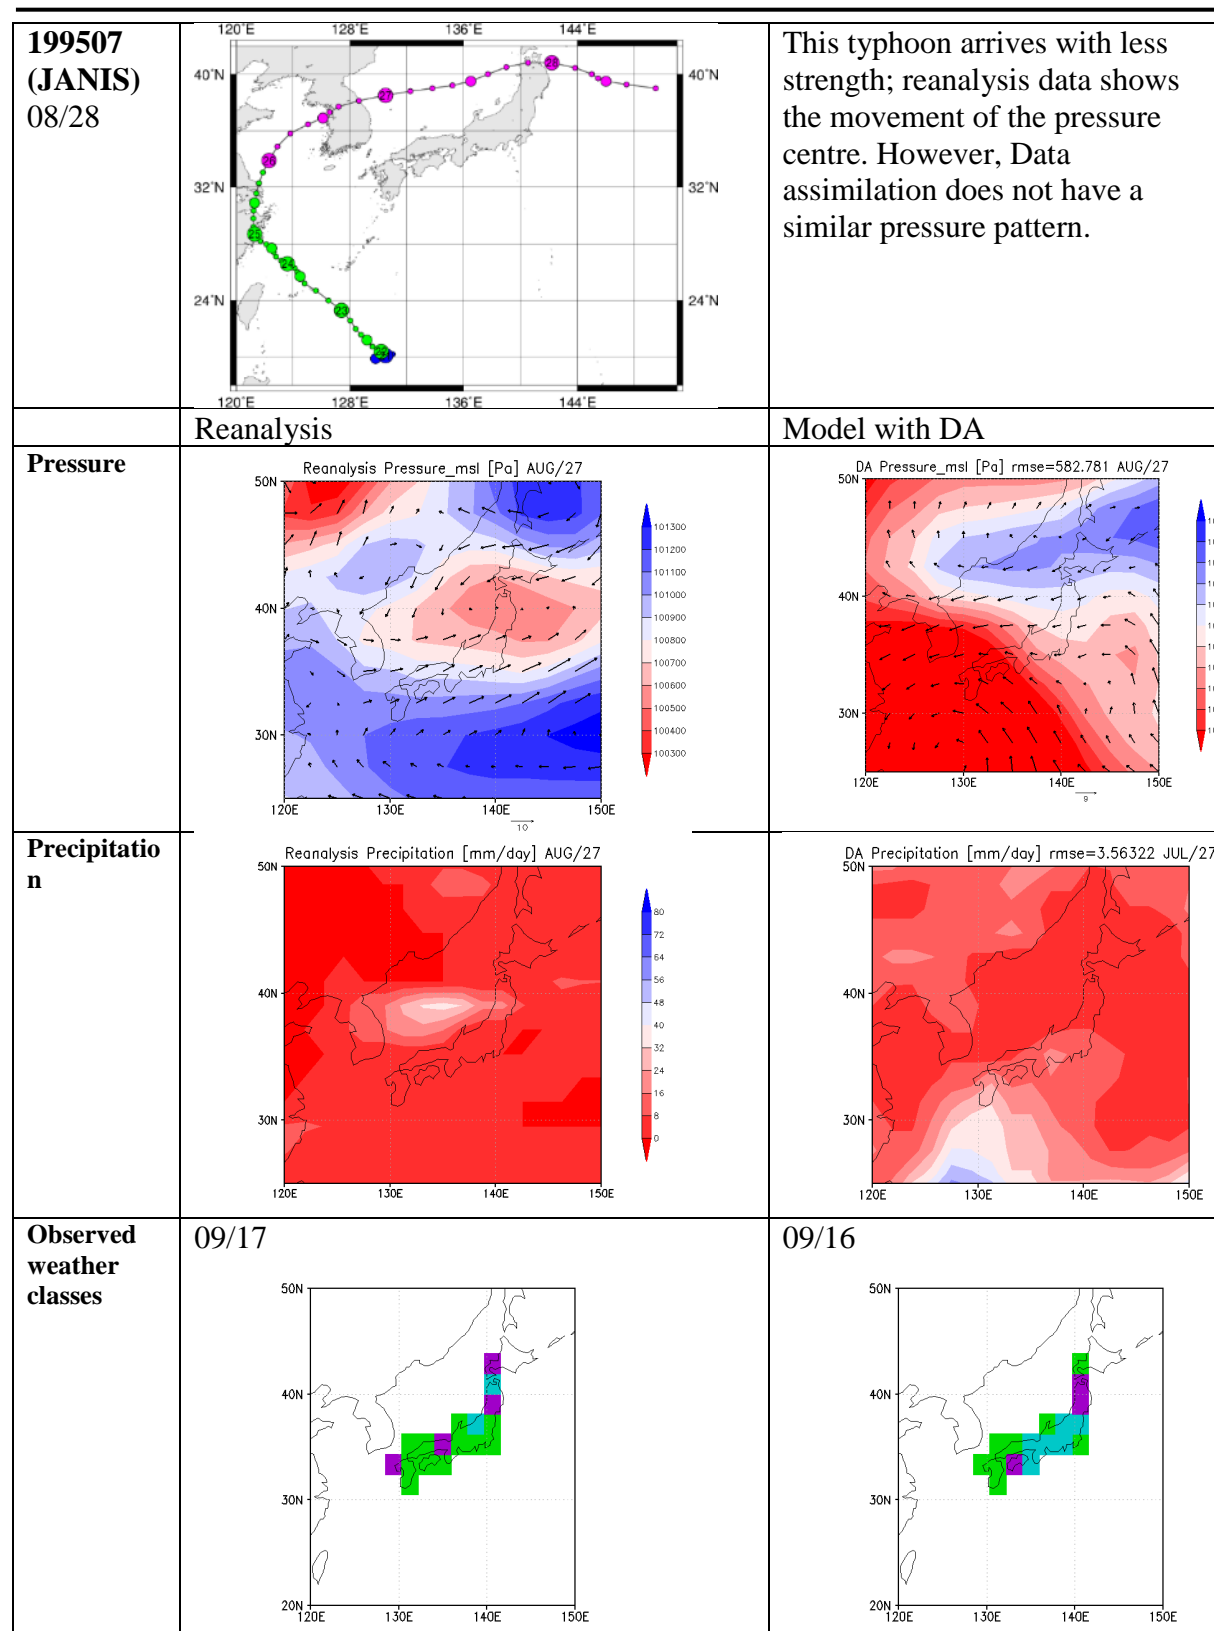 199507
(JANIS)
08/28
120°E 128°E 136°E 144°E
40°N 40°N
32°N 32°N
24°N 24°N
120°E 128°E 136°E 144°E
28
27
26
25
24
23
This typhoon arrives with less
strength; reanalysis data shows
the movement of the pressure
centre. However, Data
assimilation does not have a
similar pressure pattern.
Reanalysis
Model with DA
Pressure
Reanalysis Pressure_msl [Pa] AUG/27
50N
40N
30N
120E 130E 140E 150E
10
101300
101200
101100
101000
100900
100800
100700
100600
100500
100400
100300
DA Pressure_msl [Pa] rmse=582.781 AUG/27
50N
40N
30N
120E 130E 140E 150E
9
Precipitatio
n
Reanalysis Precipitation [mm/day] AUG/27
50N
40N
30N
120E 130E 140E 150E
80
72
64
56
48
40
32
24
16
8
0
DA Precipitation [mm/day] rmse=3.56322 JUL/27
50N
40N
30N
120E 130E 140E 150E
Observed
weather
classes
09/17
50N
40N
30N
20N
120E 130E 140E 150E
09/16
50N
40N
30N
20N
120E 130E 140E 150E